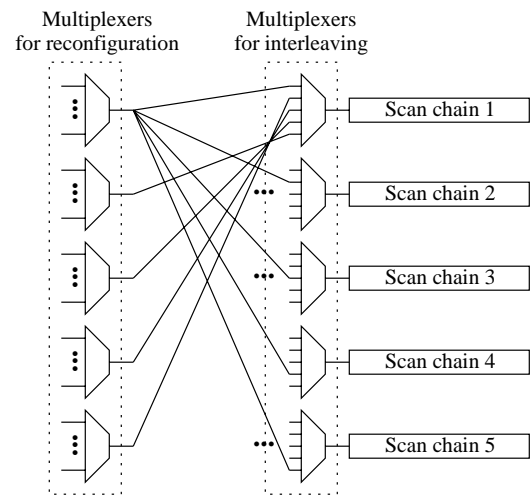 Multiplexers
for reconfiguration
Multiplexers
for interleaving
Scan chain 1
Scan chain 2
Scan chain 3
Scan chain 4
Scan chain 5